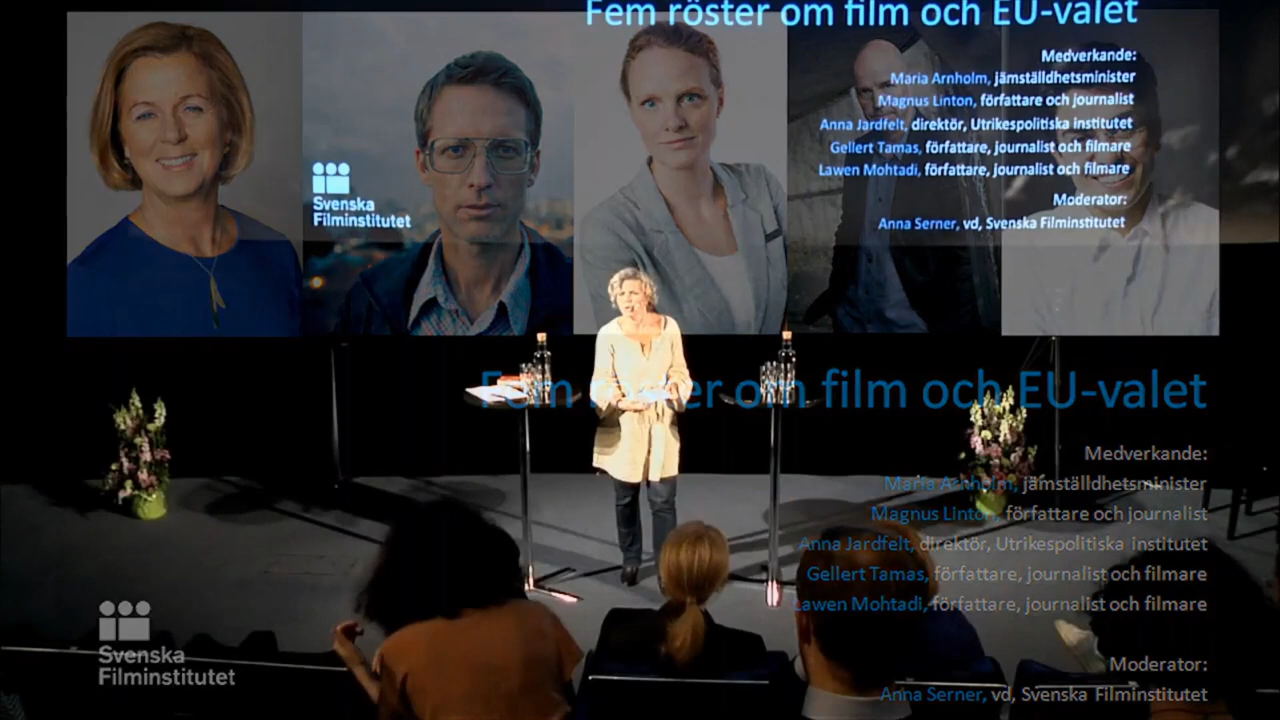 Fem röster om film och EU-valet
Medverkande:
Maria Arnholm, jämställdhetsminister
Magnus Linton, författare och journalist
Anna Jardfelt, direktör, Utrikespolitiska institutet
Gellert Tamas, författare, journalist och filmare
Lawen Mohtadi, författare, journalist och filmare
Moderator:
Anna Serner, vd, Svenska Filminstitutet
Svenska
Filminstitutet
Fem röster om film och EU-valet
Medverkande:
Maria Arnholm, jämställdhetsminister
Magnus Linton, författare och journalist
Anna Jardfelt, direktör, Utrikespolitiska institutet
Gellert Tamas, författare, journalist och filmare
Lawen Mohtadi, författare, journalist och filmare
Moderator:
Anna Serner, vd, Svenska Filminstitutet
Svenska
Filminstitutet